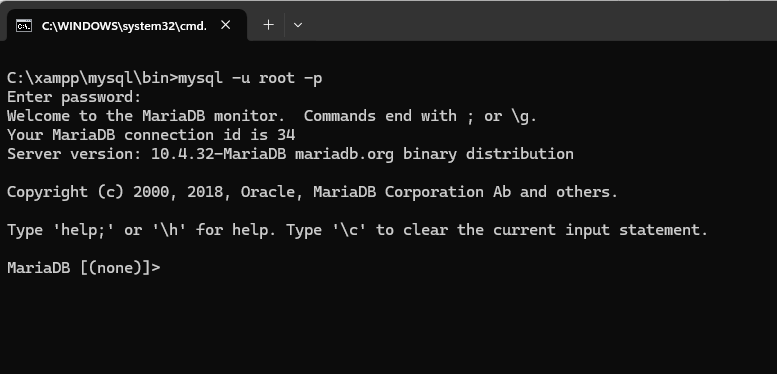 C:\WINDOWS\system32\cmd.
C:\xampp\mysql\bin>mysql -u root -p
Enter password:
Welcome to the MariaDB monitor.  Commands end with ; or \g.
Your MariaDB connection id is 34
Server version: 10.4.32-MariaDB mariadb.org binary distribution
Copyright (c) 2000, 2018, Oracle, MariaDB Corporation Ab and others.
Type 'help;' or '\h' for help. Type '\c' to clear the current input statement.
MariaDB [(none)]>